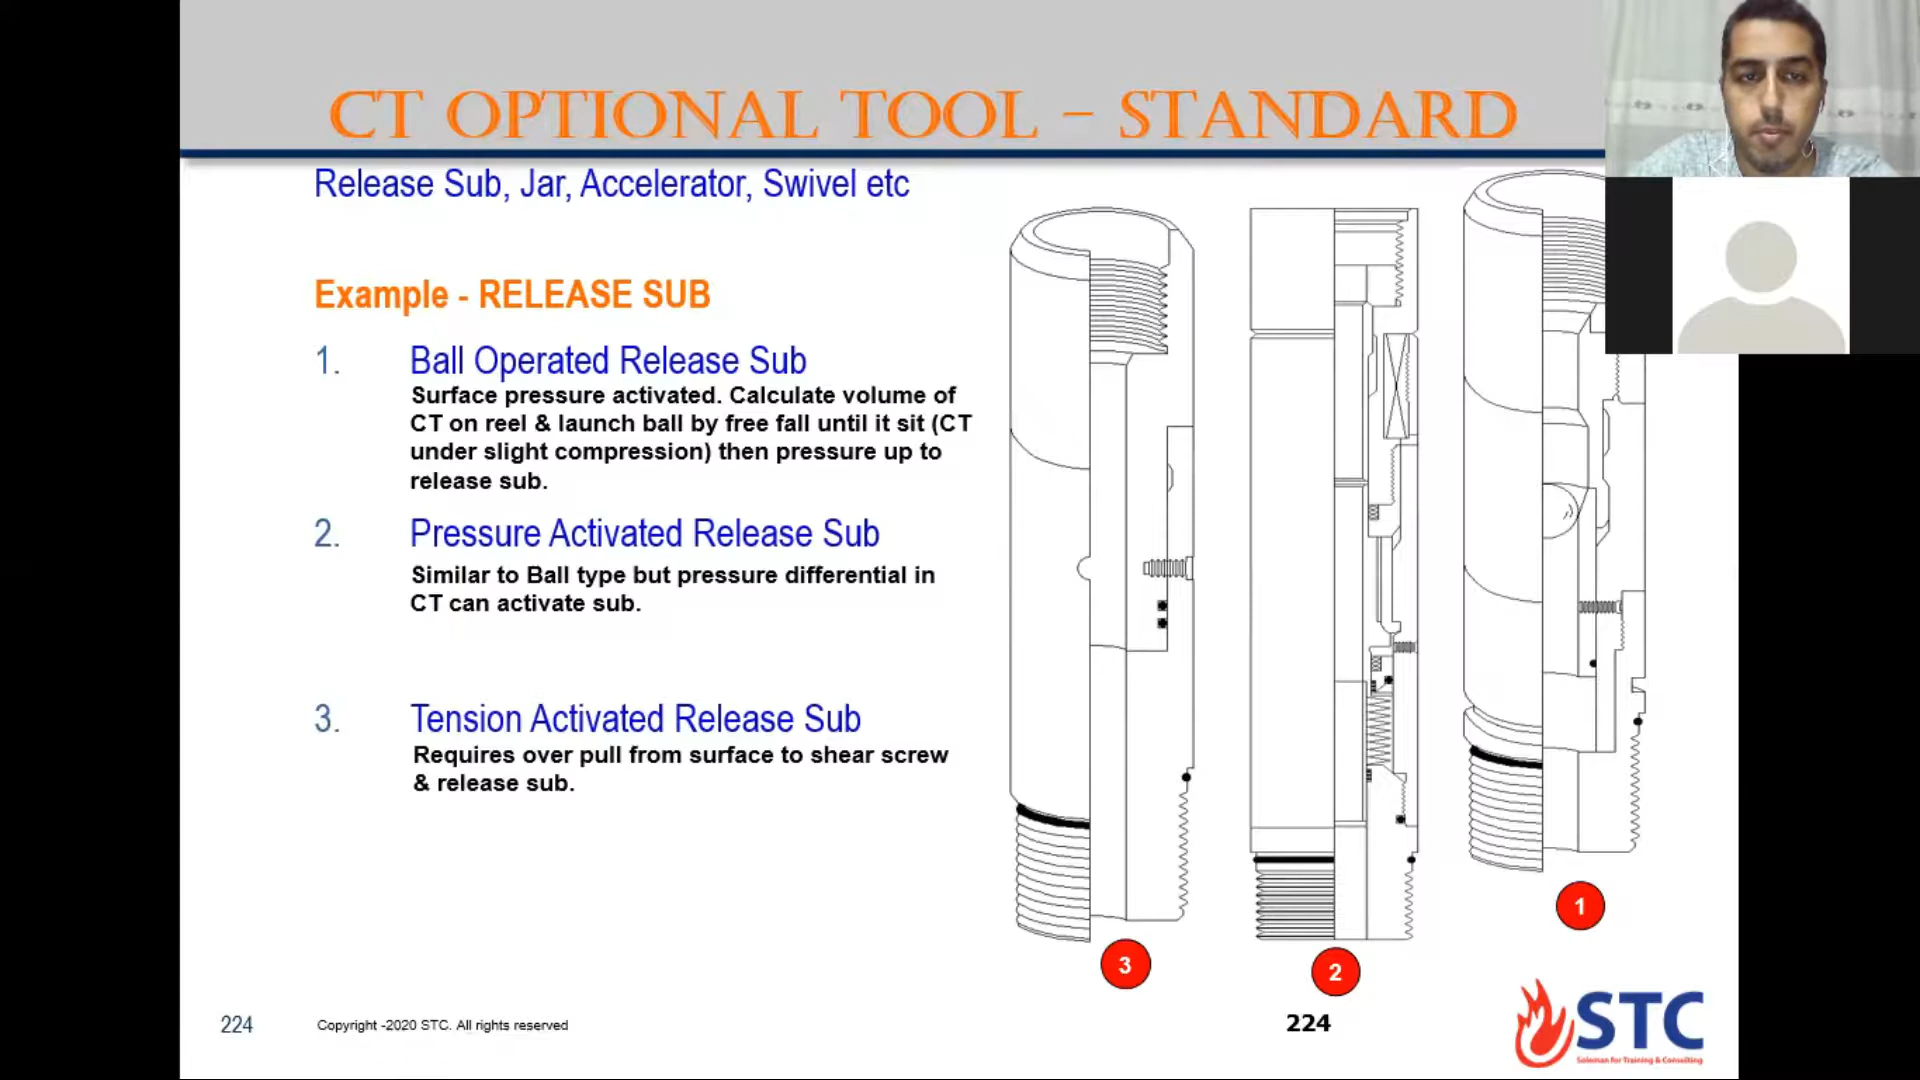 CT OPTIONAL TOOL – STANDARD
Release Sub, Jar, Accelerator, Swivel etc
Example - RELEASE SUB
1. Ball Operated Release Sub
Surface pressure activated. Calculate volume of
CT on reel & launch ball by free fall until it sit (CT
under slight compression) then pressure up to
release sub.
2. Pressure Activated Release Sub
Similar to Ball type but pressure differential in
CT can activate sub.
3. Tension Activated Release Sub
Requires over pull from surface to shear screw
& release sub.
3
2
1
224
Copyright -2020 STC. All rights reserved
224
STC
Soleman for Training & Consulting